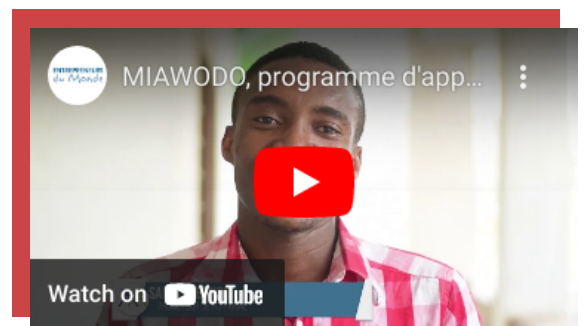 ENTREPRENEURS
du Monde
MIAWODO, programme d'app...
Watch on YouTube